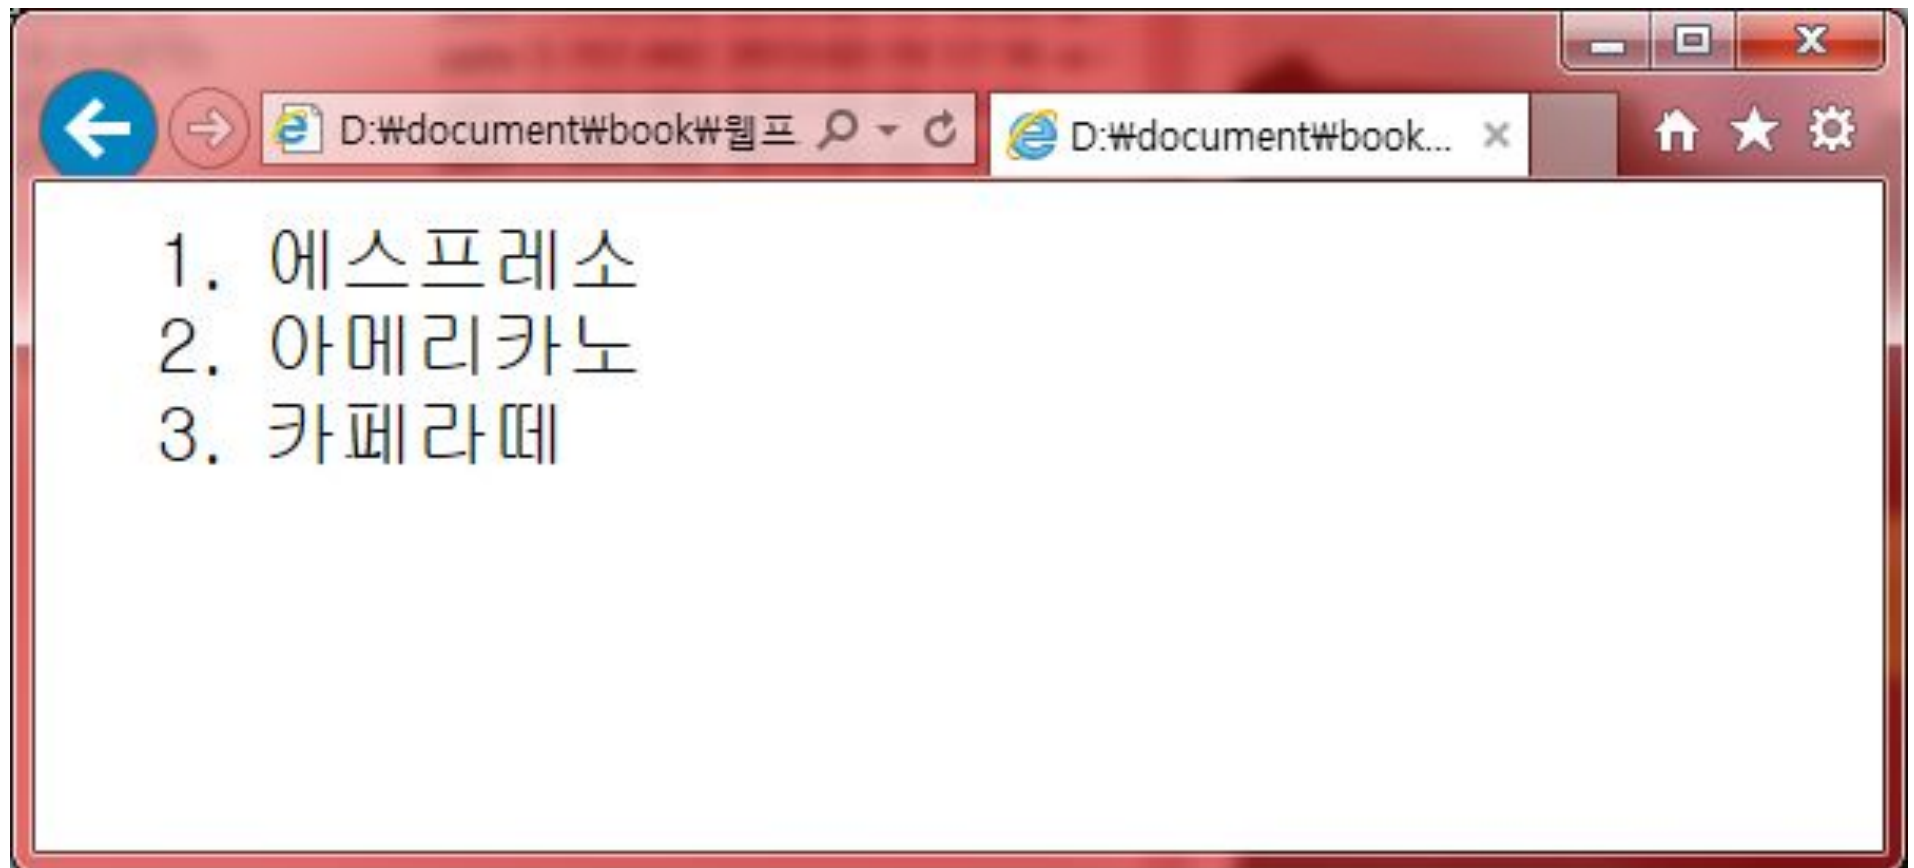 D:₩document₩book₩웹프
D:₩document₩book...
1. 에스프레소
2. 아메리카노
3. 카페라떼